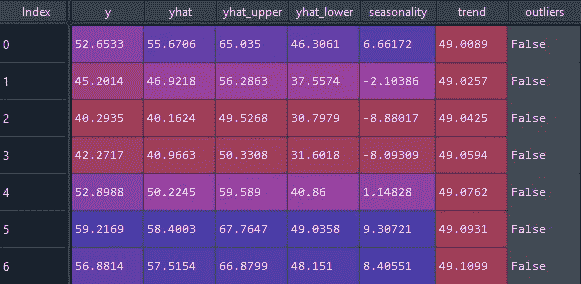 Index y yhat yhat_upper yhat_lower seasonality trend outliers
0 52.6533 55.6706 65.035 46.3061 6.66172 49.0089 False
1 45.2014 46.9218 56.2863 37.5574 -2.10386 49.0257 False
2 40.2935 40.1624 49.5268 30.7979 -8.88017 49.0425 False
3 42.2717 40.9663 50.3308 31.6018 -8.09309 49.0594 False
4 52.8988 50.2245 59.589 40.86 1.14828 49.0762 False
5 59.2169 58.4003 67.7647 49.0358 9.30721 49.0931 False
6 56.8814 57.5154 66.8799 48.151 8.40551 49.1099 False